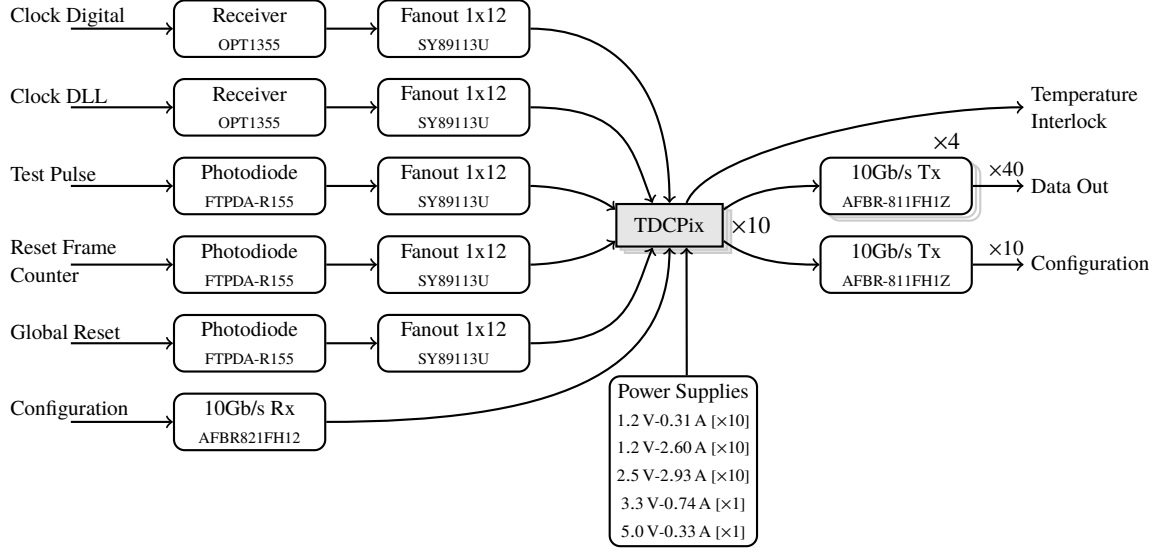 Clock Digital
Receiver
OPT1355
Fanout 1x12
SY89113U
Clock DLL
Receiver
OPT1355
Fanout 1x12
SY89113U
Test Pulse
Photodiode
FTPDA-R155
Fanout 1x12
SY89113U
Reset Frame
Counter
Photodiode
FTPDA-R155
Fanout 1x12
SY89113U
Global Reset
Photodiode
FTPDA-R155
Fanout 1x12
SY89113U
Configuration
10Gb/s Rx
AFBR821FH12
TDCPix
×10
Power Supplies
1.2 V-0.31 A [×10]
1.2 V-2.60 A [×10]
2.5 V-2.93 A [×10]
3.3 V-0.74 A [×1]
5.0 V-0.33 A [×1]
Temperature
Interlock
×4
10Gb/s Tx
AFBR-811FH1Z
×40
Data Out
10Gb/s Tx
AFBR-811FH1Z
×10
Configuration